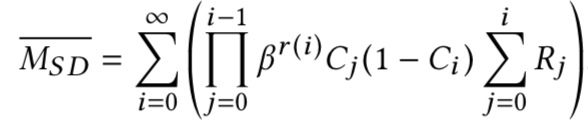 \overline{M_{SD}} = \sum_{i=0}^{\infty} \left( \prod_{j=0}^{i-1} \beta^{r(i)} C_j (1 - C_i) \sum_{j=0}^{i} R_j \right)